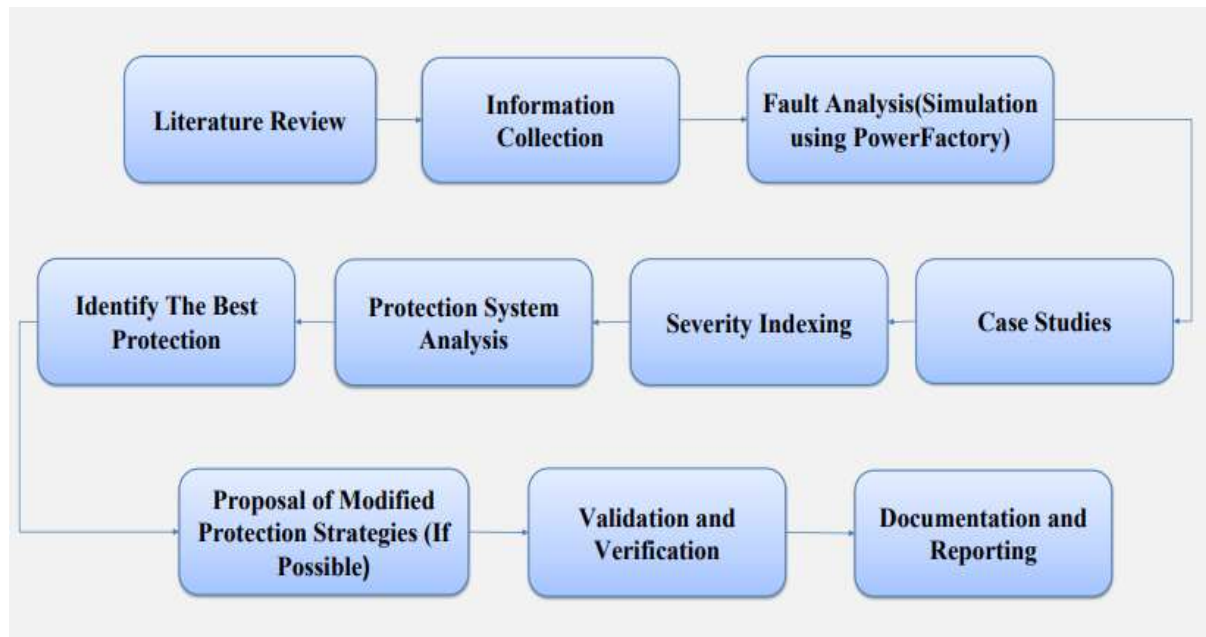 Literature Review
Information
Collection
Fault Analysis(Simulation
using PowerFactory)
Case Studies
Severity Indexing
Protection System
Analysis
Identify The Best
Protection
Proposal of Modified
Protection Strategies (If
Possible)
Validation and
Verification
Documentation and
Reporting